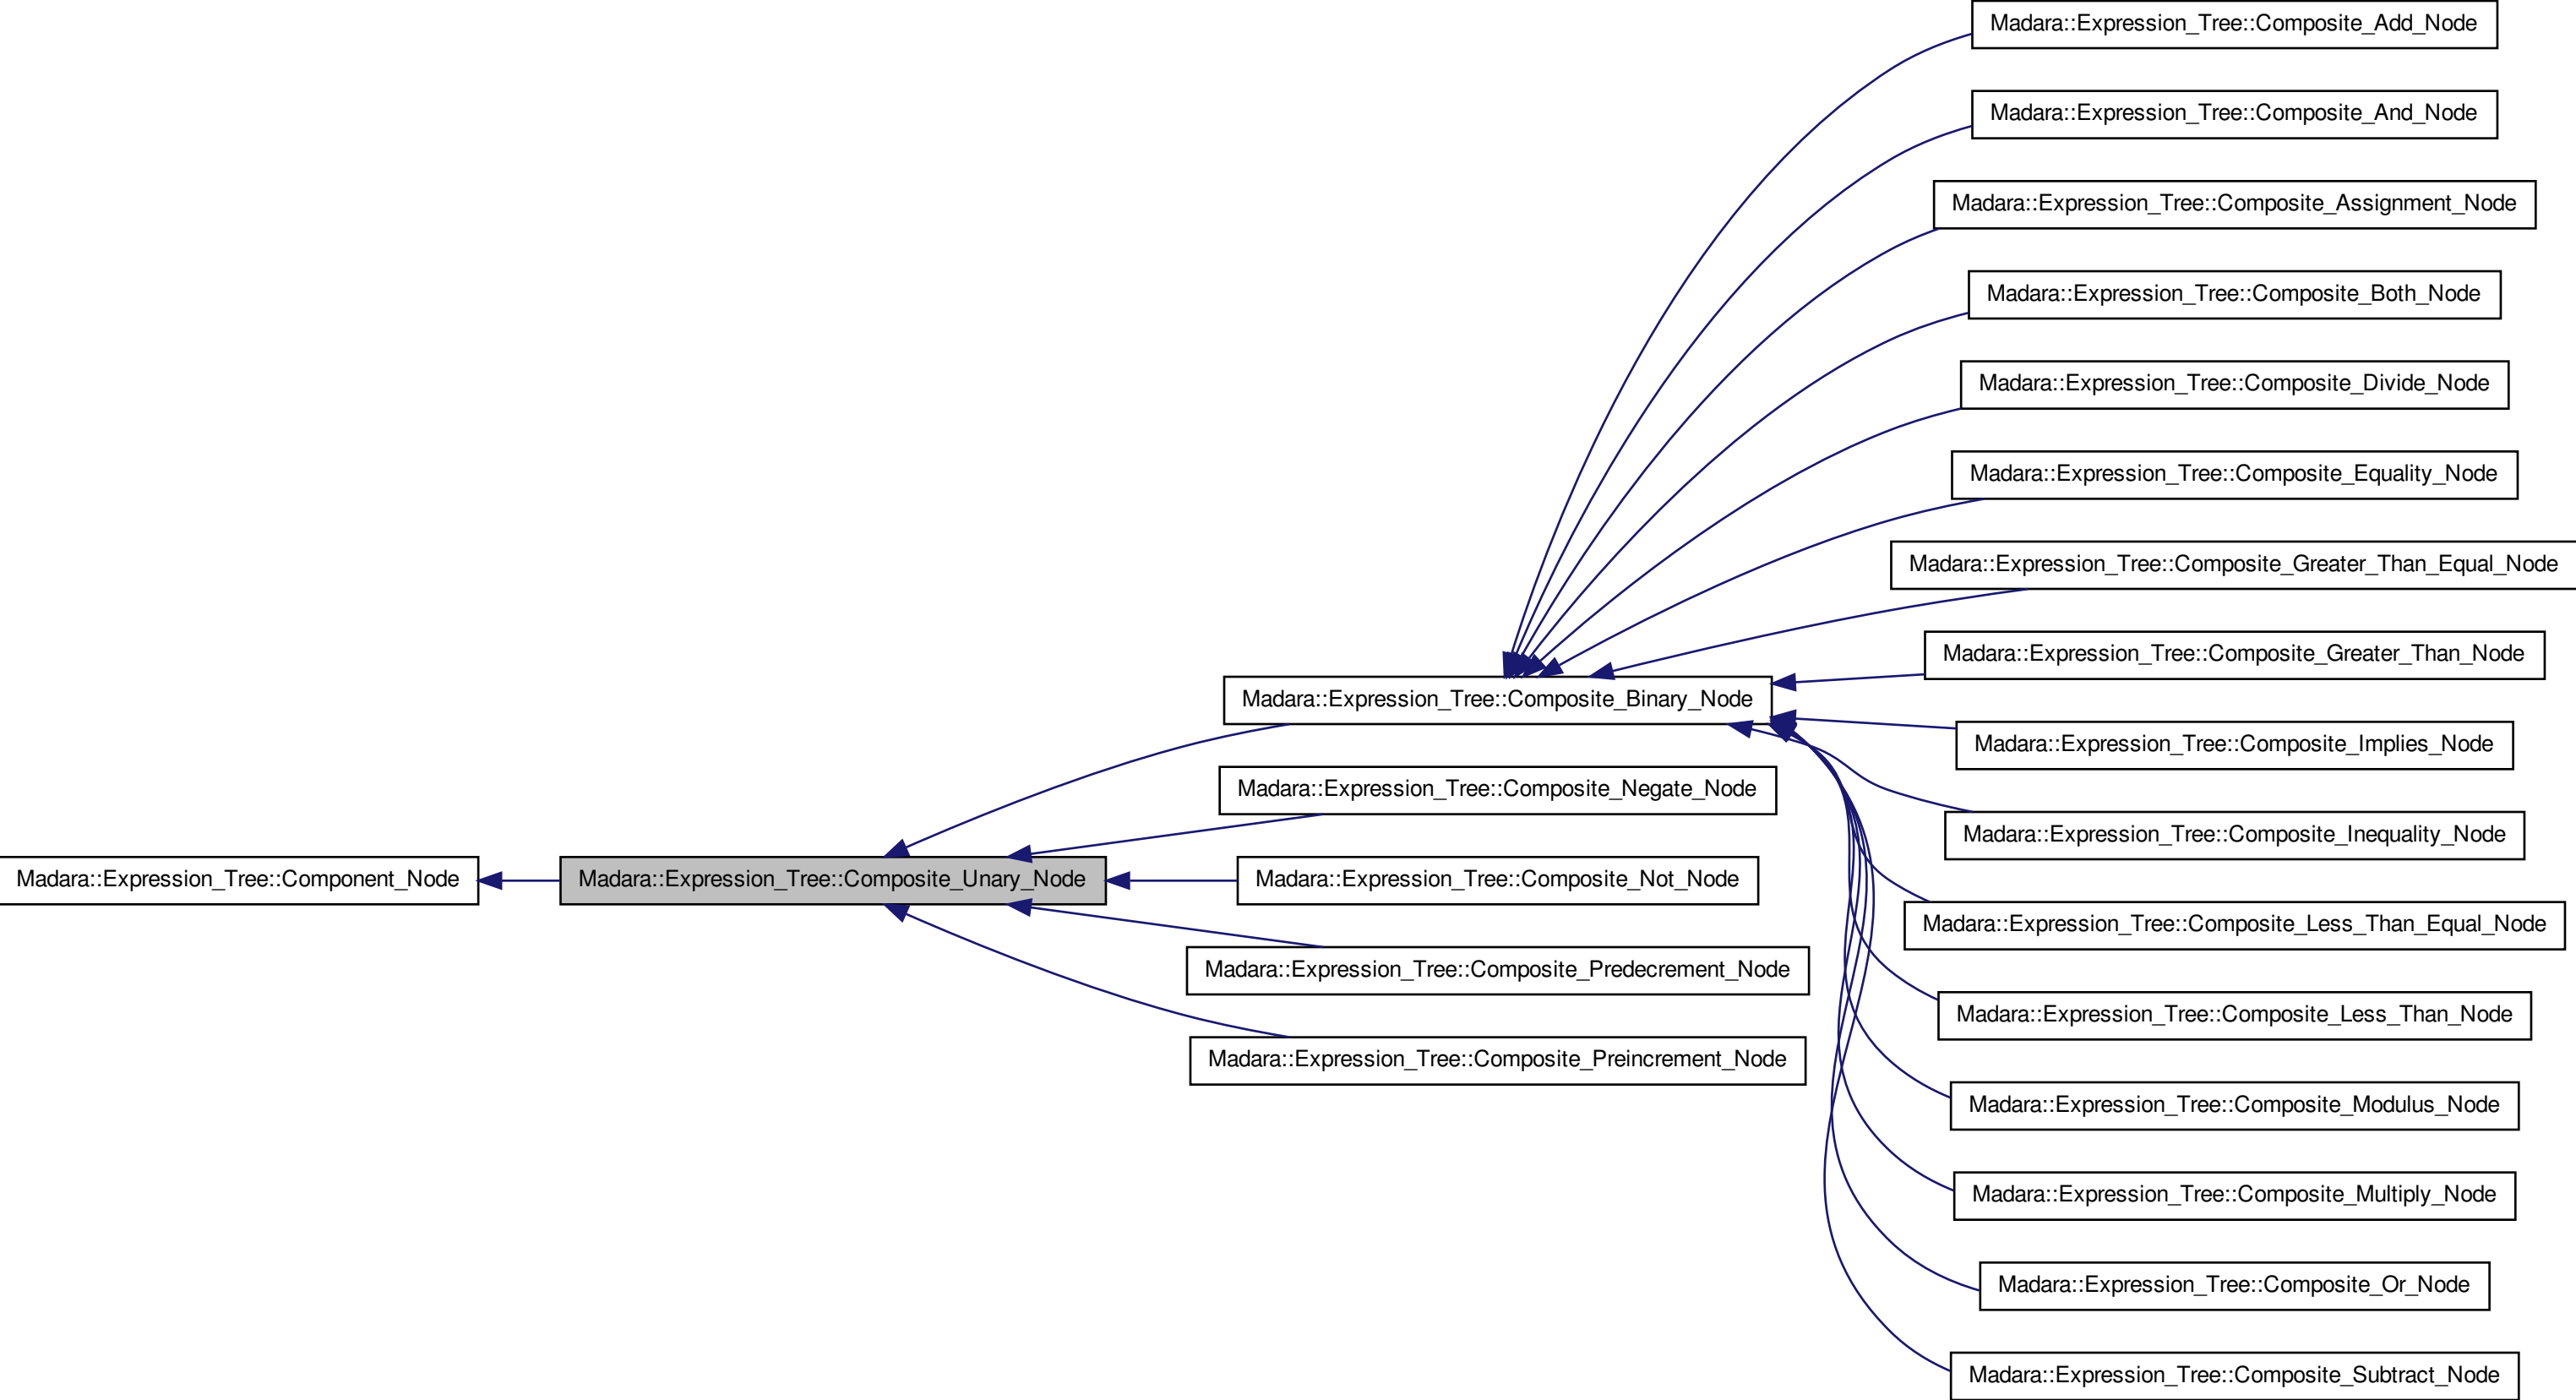 Madara::Expression_Tree::Component_Node
Madara::Expression_Tree::Composite_Unary_Node
Madara::Expression_Tree::Composite_Binary_Node
Madara::Expression_Tree::Composite_Negate_Node
Madara::Expression_Tree::Composite_Not_Node
Madara::Expression_Tree::Composite_Predecrement_Node
Madara::Expression_Tree::Composite_Preincrement_Node
Madara::Expression_Tree::Composite_Add_Node
Madara::Expression_Tree::Composite_And_Node
Madara::Expression_Tree::Composite_Assignment_Node
Madara::Expression_Tree::Composite_Both_Node
Madara::Expression_Tree::Composite_Divide_Node
Madara::Expression_Tree::Composite_Equality_Node
Madara::Expression_Tree::Composite_Greater_Than_Equal_Node
Madara::Expression_Tree::Composite_Greater_Than_Node
Madara::Expression_Tree::Composite_Implies_Node
Madara::Expression_Tree::Composite_Inequality_Node
Madara::Expression_Tree::Composite_Less_Than_Equal_Node
Madara::Expression_Tree::Composite_Less_Than_Node
Madara::Expression_Tree::Composite_Modulus_Node
Madara::Expression_Tree::Composite_Multiply_Node
Madara::Expression_Tree::Composite_Or_Node
Madara::Expression_Tree::Composite_Subtract_Node